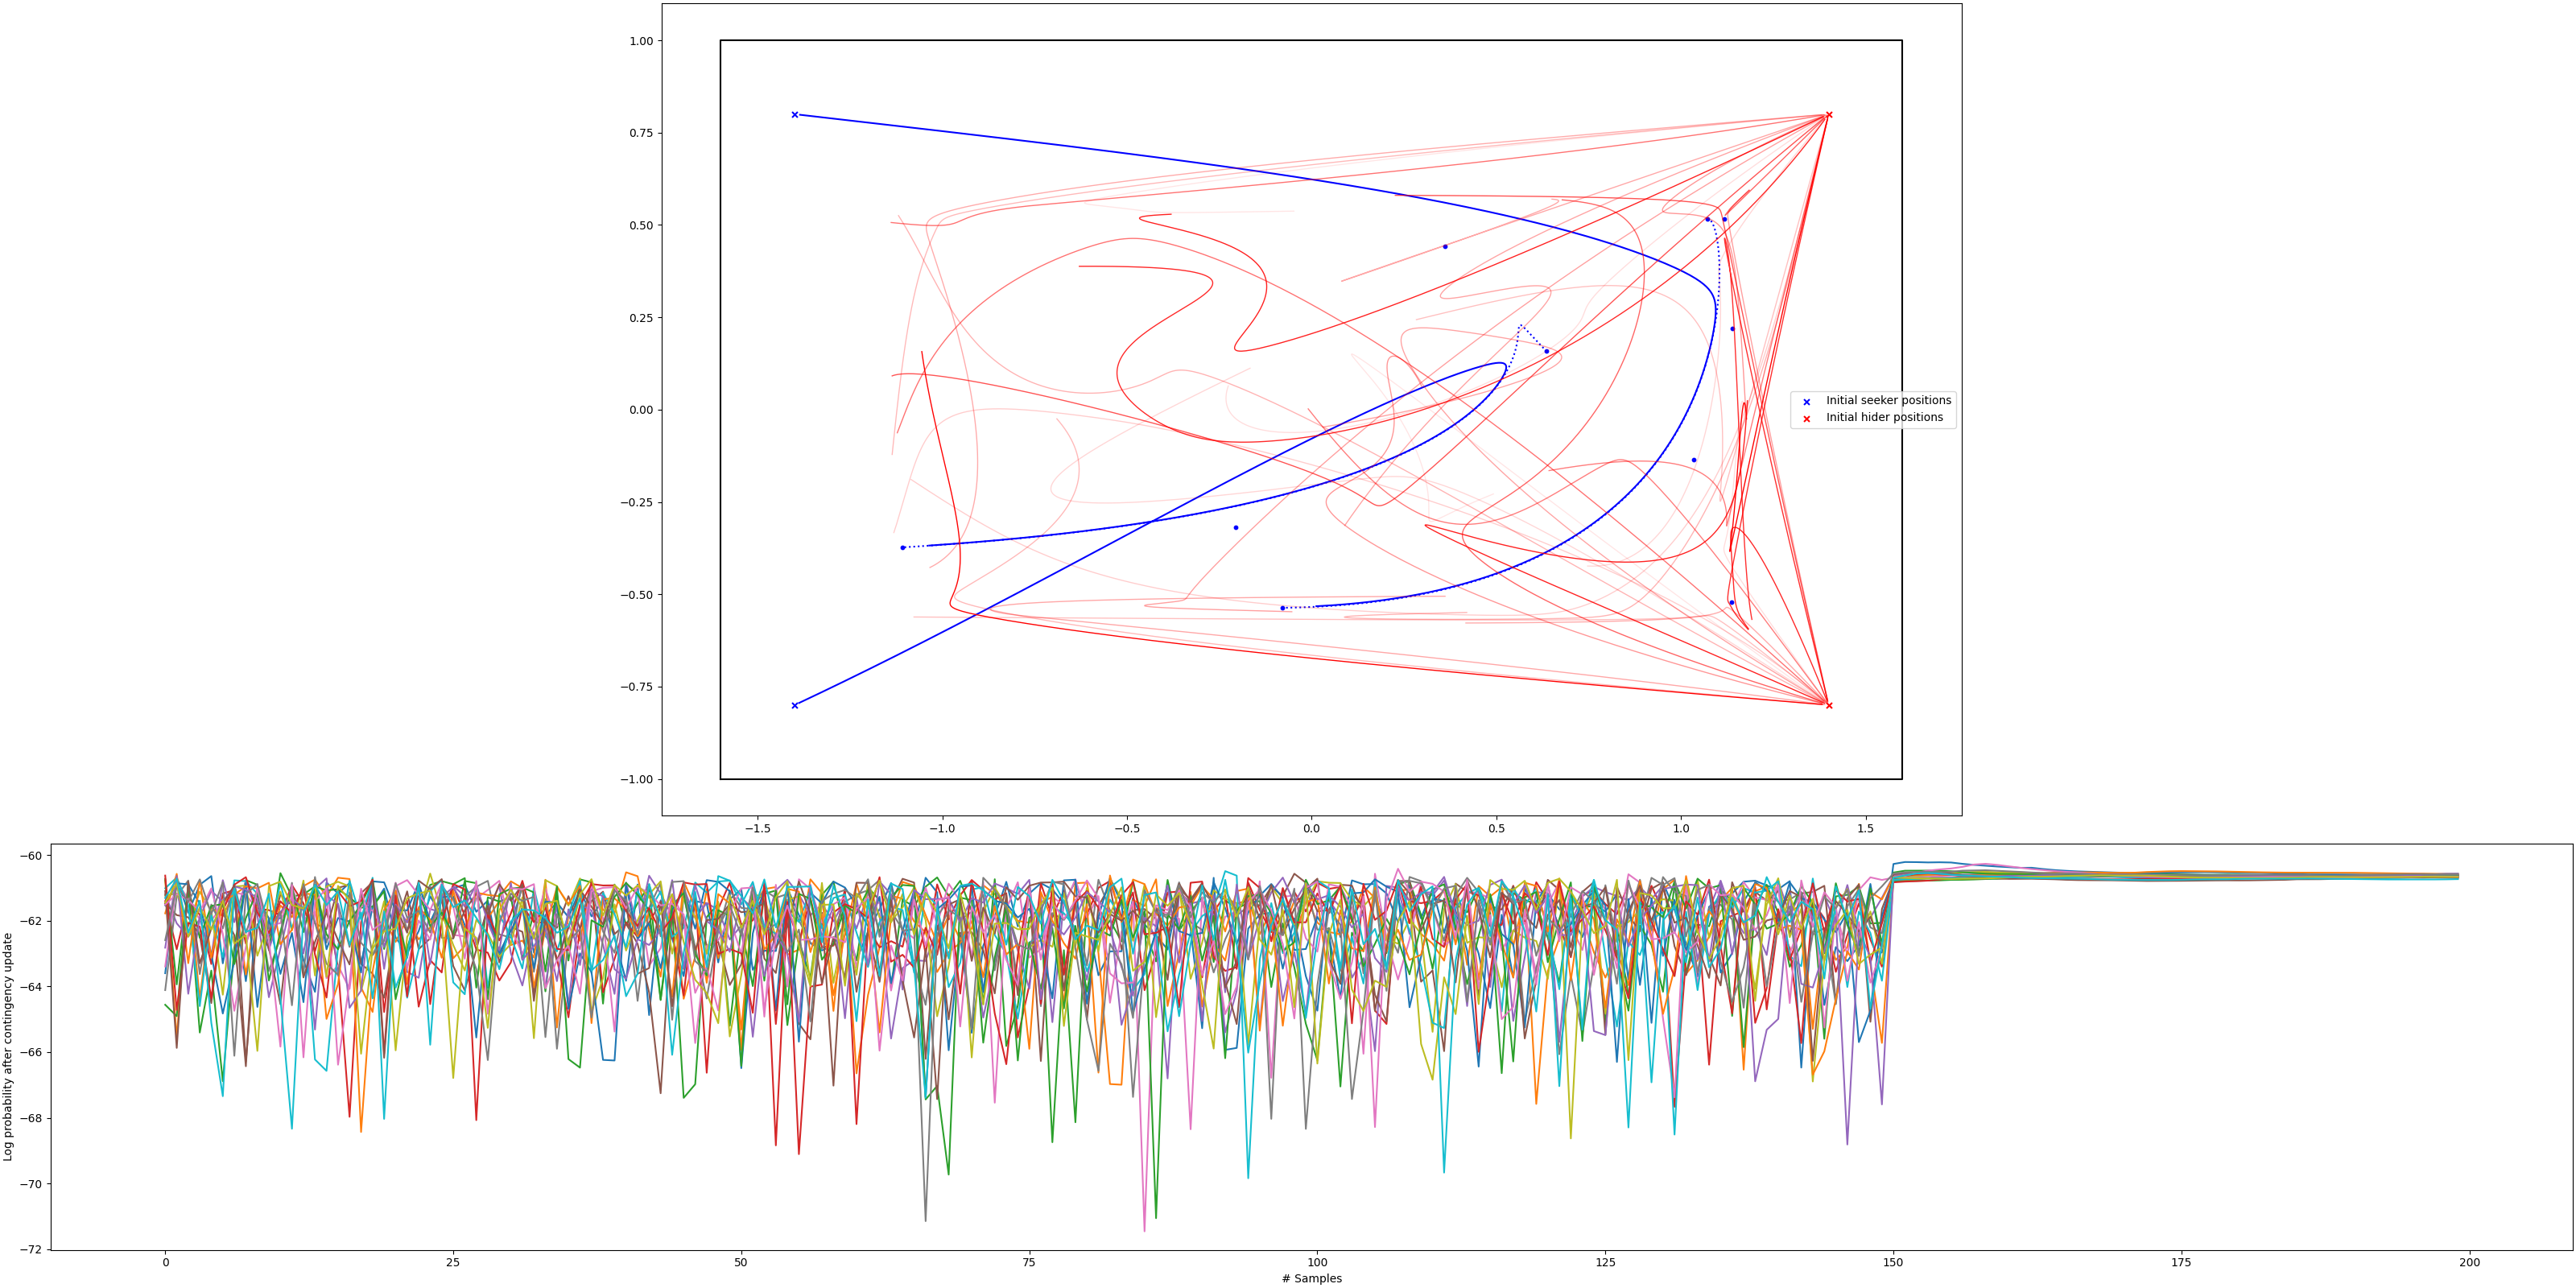 1.00
0.75
0.50
0.25
0.00
−0.25
−0.50
−0.75
−1.00
Initial seeker positions
Initial hider positions
−1.5 −1.0 −0.5 0.0 0.5 1.0 1.5
Log probability after contingency update
−60
−62
−64
−66
−68
−70
−72
0 25 50 75 100 125 150 175 200
# Samples